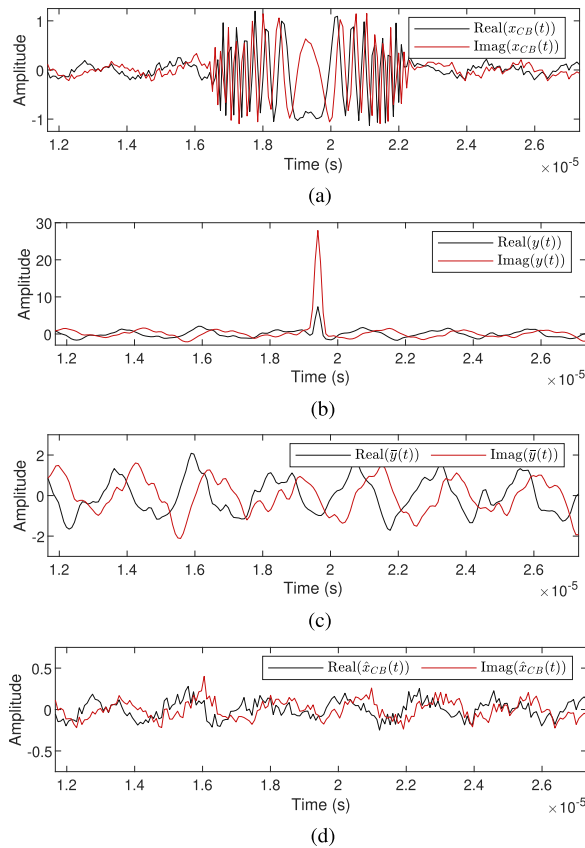 Amplitude
1
0
-1
Real(x_CB(t))
Imag(x_CB(t))
1.2 1.4 1.6 1.8 2 2.2 2.4 2.6
Time (s)
×10⁻⁵
(a)
Amplitude
30
20
10
0
Real(y(t))
Imag(y(t))
1.2 1.4 1.6 1.8 2 2.2 2.4 2.6
Time (s)
×10⁻⁵
(b)
Amplitude
2
0
-2
Real(ȳ(t)) Imag(ȳ(t))
1.2 1.4 1.6 1.8 2 2.2 2.4 2.6
Time (s)
×10⁻⁵
(c)
Amplitude
0.5
0
-0.5
Real(x̂_CB(t)) Imag(x̂_CB(t))
1.2 1.4 1.6 1.8 2 2.2 2.4 2.6
Time (s)
×10⁻⁵
(d)